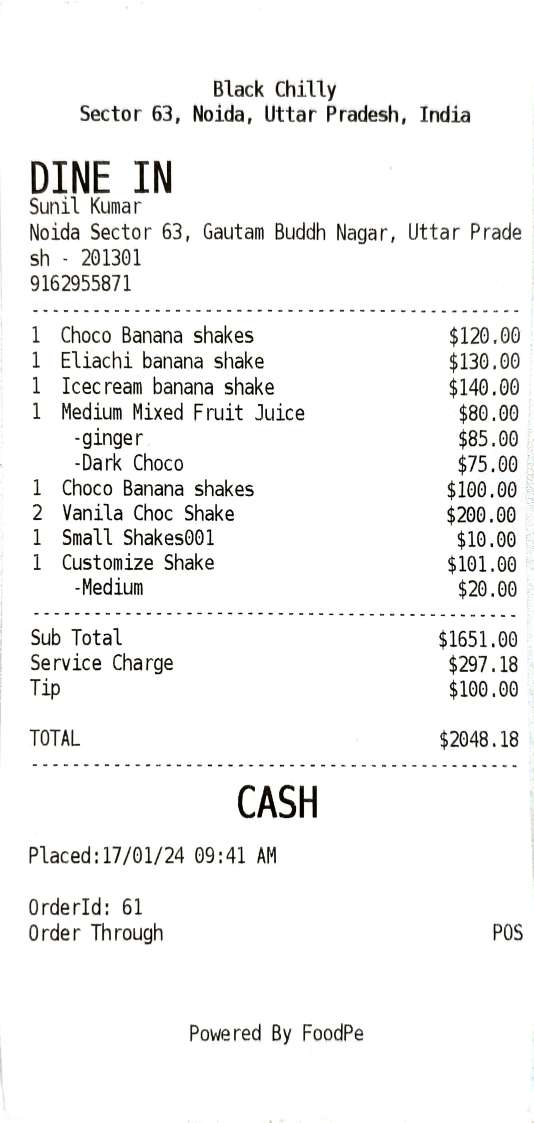 Black Chilly
Sector 63, Noida, Uttar Pradesh, India
DINE IN
Sunil Kumar
Noida Sector 63, Gautam Buddh Nagar, Uttar Prade
sh - 201301
9162955871
1 Choco Banana shakes $120.00
1 Eliachi banana shake $130.00
1 Icecream banana shake $140.00
1 Medium Mixed Fruit Juice $80.00
-ginger $85.00
-Dark Choco $75.00
1 Choco Banana shakes $100.00
2 Vanila Choc Shake $200.00
1 Small Shakes001 $10.00
1 Customize Shake $101.00
-Medium $20.00
Sub Total $1651.00
Service Charge $297.18
Tip $100.00
TOTAL $2048.18
CASH
Placed:17/01/24 09:41 AM
OrderId: 61
Order Through POS
Powered By FoodPe